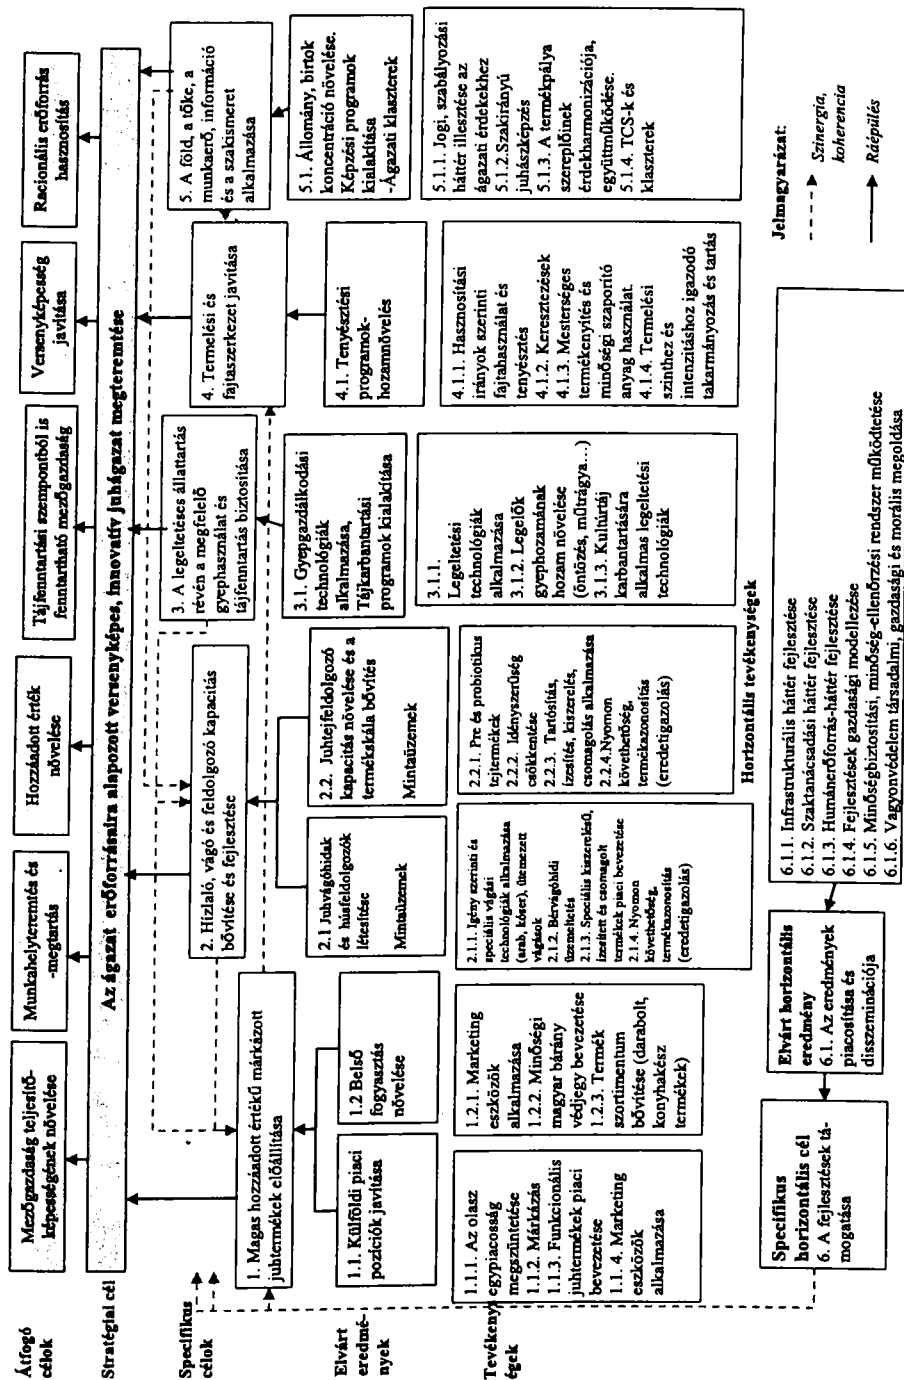 Átfogó
célok
Mezőgazdaság teljesítő-
képességének növelése
Munkahelyteremtés és
-megtartás
Hozzáadott érték
növelése
Tájfenntartási szempontból is
fenntartható mezőgazdaság
Versenyképesség
javítása
Racionális erőforrás
hasznosítás
Stratégiai cél
Az ágazat erőforrásaira alapozott versenyképes, innovatív juhágazat megteremtése
Specifikus
célok
1. Magas hozzáadott értékű márkázott
juhtermékek előállítása
2. Hízlaló, vágó és feldolgozó kapacitás
bővítése és fejlesztése
3. A legeltetéses állattartás
révén a megfelelő
gyephasználat és
tájfenntartás biztosítása
4. Termelési és
fajtaszerkezet javítása
5. A föld, a tőke, a
munkaerő, információ
és a szakismeret
alkalmazása
Elvárt
eredmé-
nyek
1.1. Külföldi piaci
pozíciók javítása
1.2 Belső
fogyasztás
növelése
2.1 Juhvágóhidak
és húsfeldolgozók
létesítése
Mintaüzemek
2.2. Juhtejfeldolgozó
kapacitás növelése és a
termékskála bővítés
Mintaüzemek
3.1. Gyepgazdálkodási
technológiák
alkalmazása,
Tájkarbantartási
programok kialakítása
4.1. Tenyésztési
programok-
hozamnövelés
5.1. Állomány, birtok
koncentráció növelése.
Képzési programok
kialakítása
-Ágazati klaszterek
Tevékenys
égek
1.1.1. Az olasz
egypiacosság
megszüntetése
1.1.2. Márkázás
1.1.3. Funkcionális
juhtermékek piaci
bevezetése
1.1. 4. Marketing
eszközök
alkalmazása
1.2.1. Marketing
eszközök
alkalmazása
1.2.2. Minőségi
magyar bárány
védjegy bevezetése
1.2.3. Termék
szortimentum
bővítése (darabolt,
konyhakész
termékek)
2.1.1. Igény szerinti és
speciális vágási
technológiák alkalmazása
(arab, kóser), ütemezett
vágások
2.1.2. Bérvágóhídi
üzemeltetés
2.1.3. Speciális kiszerelésű,
ízesített és csomagolt
termékek piaci bevezetése
2.1.4. Nyomon
követhetőség,
termékazonosítás
(eredetigazolás)
2.2.1. Pre és probiotikus
tejtermékek
2.2.2. Idényszerűség
csökkentése
2.2.3. Tartósítás,
ízesítés, kiszerelés,
csomagolás alkalmazása
2.2.4.Nyomon
követhetőség,
termékazonosítás
(eredetigazolás)
3.1.1.
Legeltetési
technológiák
alkalmazása
3.1.2. Legelők
gyephozamának
hozam növelése
(öntözés, műtrágya…)
3.1.3. Kultúrtáj
karbantartására
alkalmas legeltetési
technológiák
4.1.1. Hasznosítási
irányok szerinti
fajtahasználat és
tenyésztés
4.1.2. Keresztezések
4.1.3. Mesterséges
termékenyítés és
minőségi szaporító
anyag használat.
4.1.4. Termelési
szinthez és
intenzitáshoz igazodó
takarmányozás és tartás
5.1.1. Jogi, szabályozási
háttér illesztése az
ágazati érdekekhez
5.1.2.Szakirányú
juhászképzés
5.1.3. A termékpálya
szereplőinek
érdekharmonizációja,
együttműködése.
5.1.4. TCS-k és
klaszterek
Horizontális tevékenységek
Specifikus
horizontális cél
6. A fejlesztések tá-
mogatása
Elvárt horizontális
eredmény
6.1. Az eredmények
piacosítása és
disszeminációja
6.1.1. Infrastrukturális háttér fejlesztése
6.1.2. Szaktanácsadási háttér fejlesztése
6.1.3. Humánerőforrás-háttér fejlesztése
6.1.4. Fejlesztések gazdasági modellezése
6.1.5. Minőségbiztosítási, minőség-ellenőrzési rendszer működtetése
6.1.6. Vagyonvédelem társadalmi, gazdasági és morális megoldása
Jelmagyarázat:
Szinergia,
koherencia
Ráépülés